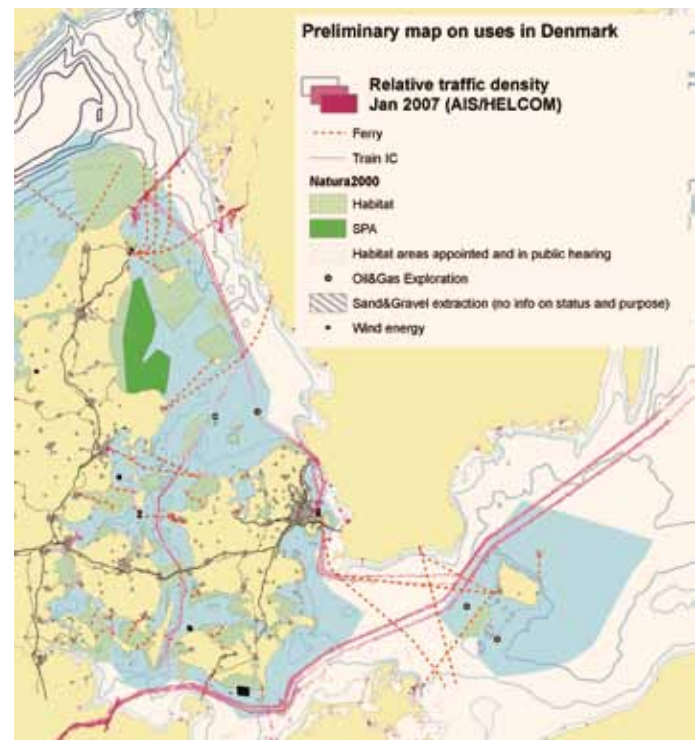 Preliminary map on uses in Denmark
Relative traffic density
Jan 2007 (AIS/HELCOM)
Ferry
Train IC
Natura2000
Habitat
SPA
Habitat areas appointed and in public hearing
Oil&Gas Exploration
Sand&Gravel extraction (no info on status and purpose)
Wind energy